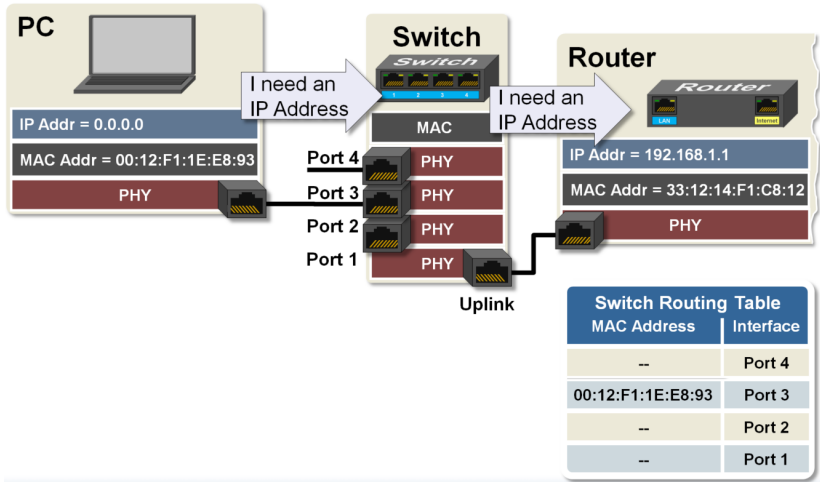 PC
IP Addr = 0.0.0.0
MAC Addr = 00:12:F1:1E:E8:93
PHY
I need an
IP Address
Switch
Switch
1 2 3 4
MAC
Port 4
PHY
Port 3
PHY
Port 2
PHY
Port 1
PHY
Uplink
I need an
IP Address
Router
Router
LAN
Internet
IP Addr = 192.168.1.1
MAC Addr = 33:12:14:F1:C8:12
PHY
Switch Routing Table
MAC Address Interface
-- Port 4
00:12:F1:1E:E8:93 Port 3
-- Port 2
-- Port 1